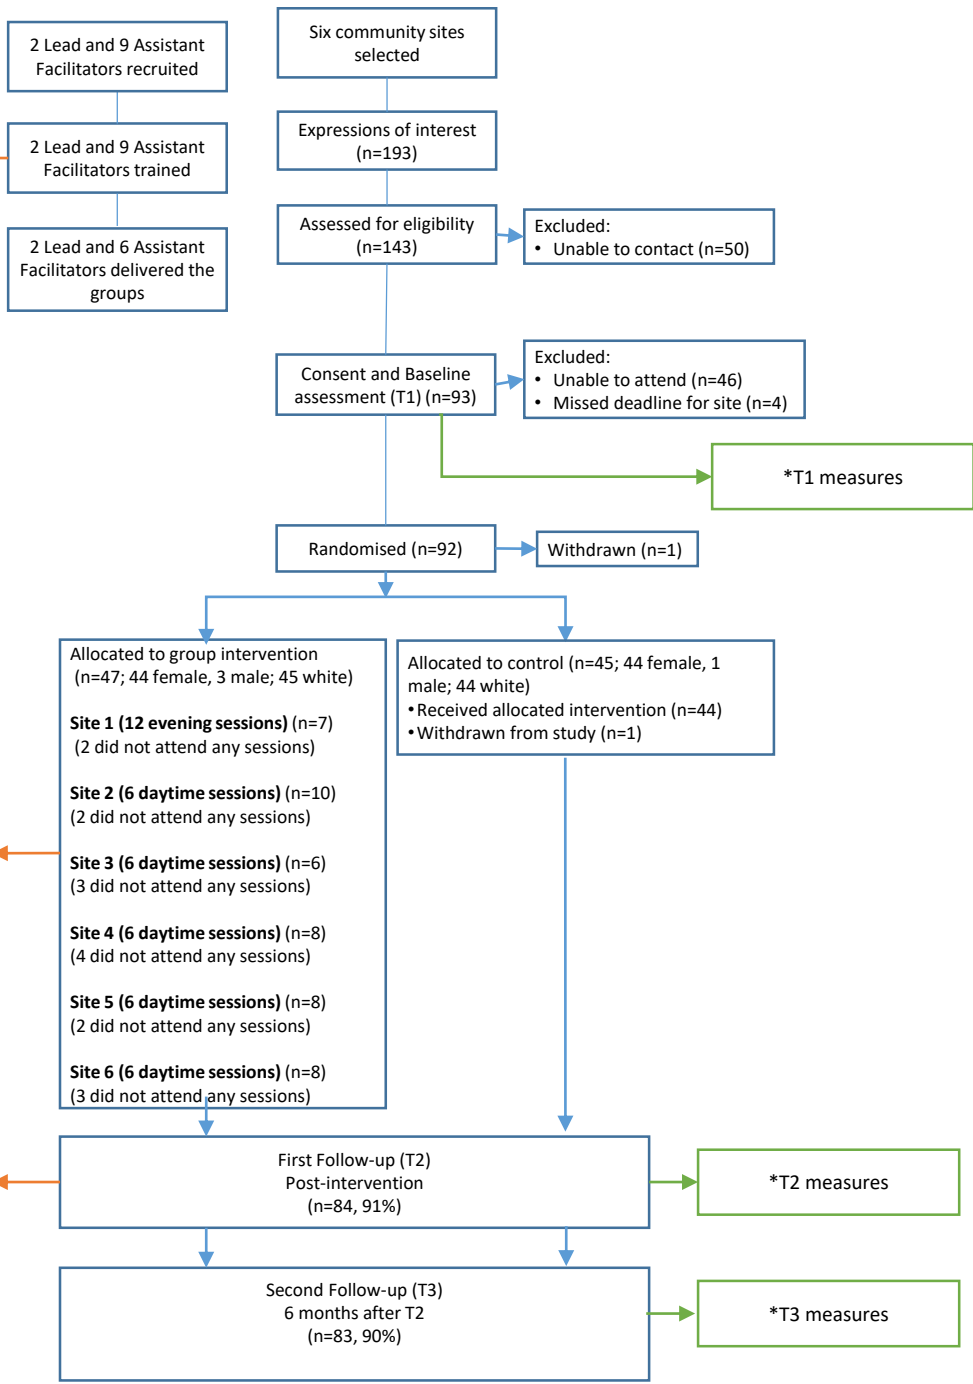 2 Lead and 9 Assistant
Facilitators recruited
2 Lead and 9 Assistant
Facilitators trained
2 Lead and 6 Assistant
Facilitators delivered the
groups
Six community sites
selected
Expressions of interest
(n=193)
Assessed for eligibility
(n=143)
Excluded:
• Unable to contact (n=50)
Consent and Baseline
assessment (T1) (n=93)
Excluded:
• Unable to attend (n=46)
• Missed deadline for site (n=4)
*T1 measures
Randomised (n=92)
Withdrawn (n=1)
Allocated to group intervention
(n=47; 44 female, 3 male; 45 white)
Site 1 (12 evening sessions) (n=7)
(2 did not attend any sessions)
Site 2 (6 daytime sessions) (n=10)
(2 did not attend any sessions)
Site 3 (6 daytime sessions) (n=6)
(3 did not attend any sessions)
Site 4 (6 daytime sessions) (n=8)
(4 did not attend any sessions)
Site 5 (6 daytime sessions) (n=8)
(2 did not attend any sessions)
Site 6 (6 daytime sessions) (n=8)
(3 did not attend any sessions)
Allocated to control (n=45; 44 female, 1
male; 44 white)
•Received allocated intervention (n=44)
•Withdrawn from study (n=1)
First Follow-up (T2)
Post-intervention
(n=84, 91%)
*T2 measures
Second Follow-up (T3)
6 months after T2
(n=83, 90%)
*T3 measures